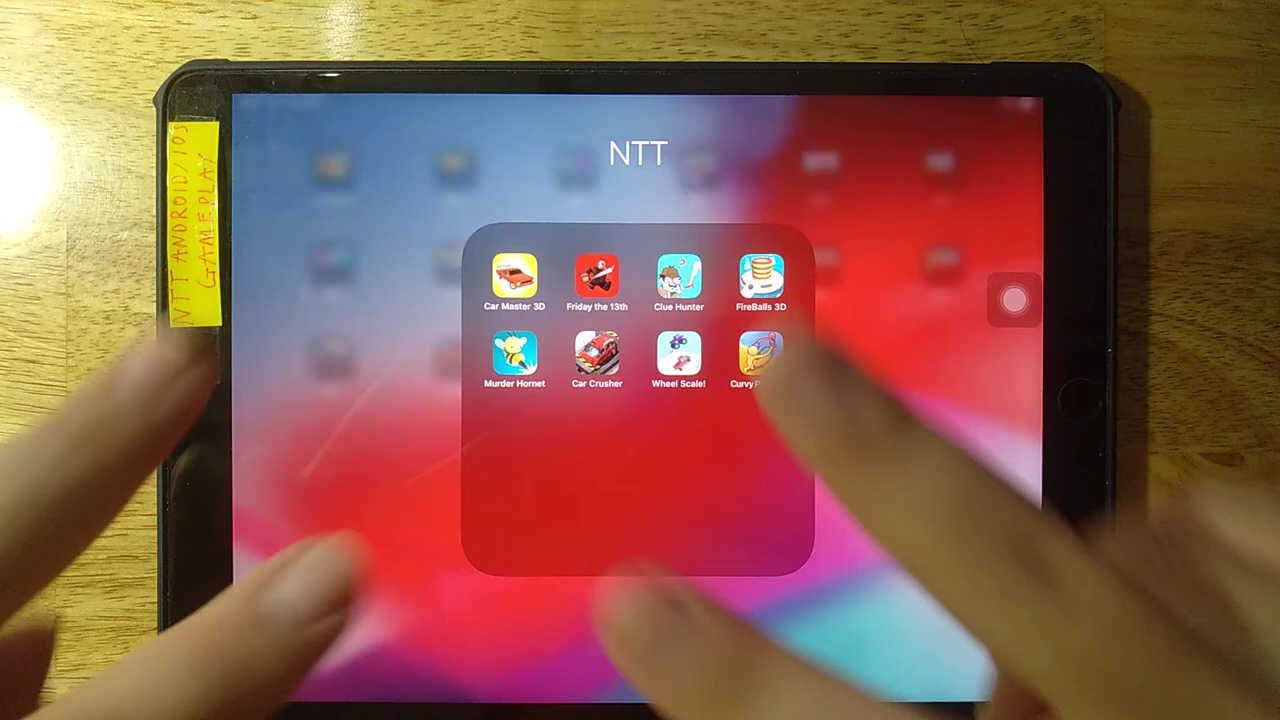 NTT ANDROID/IOS
GAMEPLAY
NTT
Car Master 3D
Friday the 13th
Clue Hunter
FireBalls 3D
Murder Hornet
Car Crusher
Wheel Scale!
Curvy